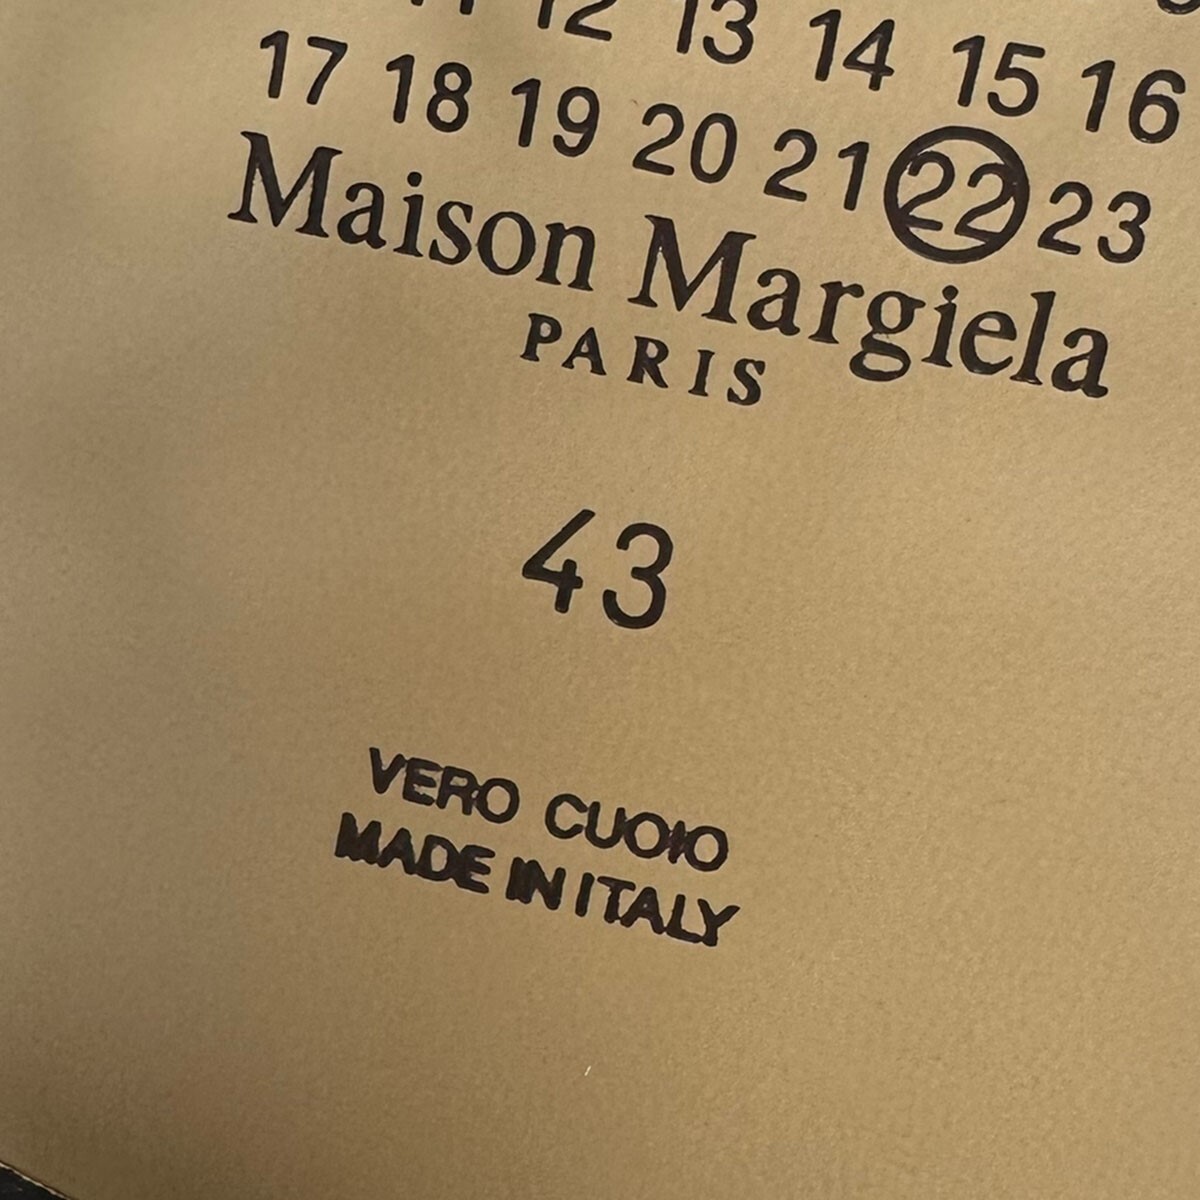 11 12 13 14 15 16
17 18 19 20 21 22 23
Maison Margiela
PARIS
43
VERO CUOIO
MADE IN ITALY